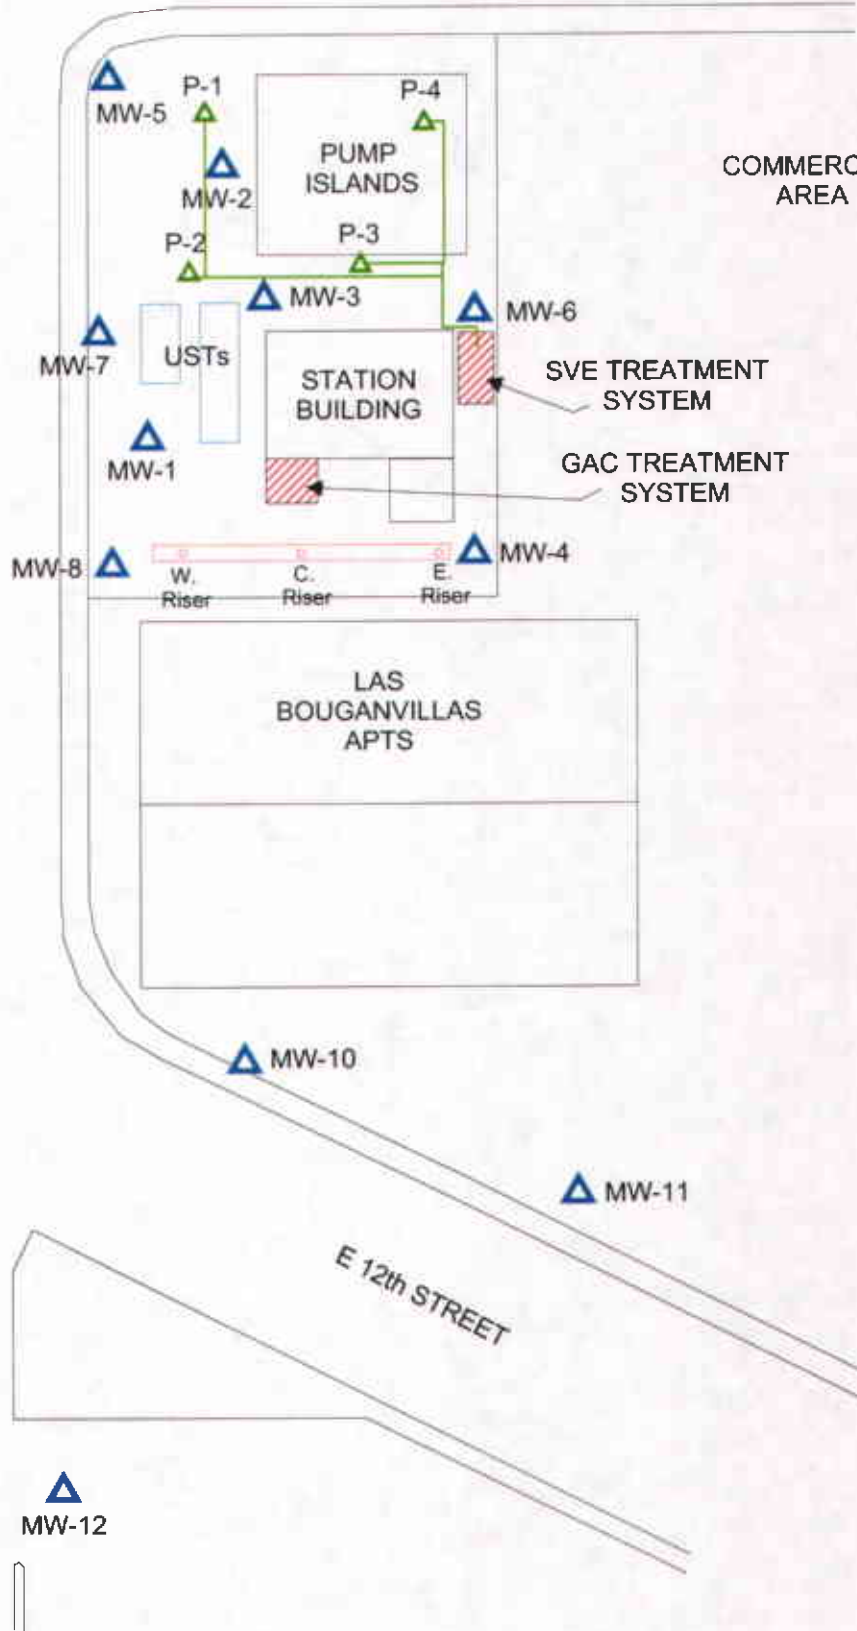 P-1
P-4
MW-5
PUMP
ISLANDS
COMMERC
AREA
MW-2
P-2
P-3
MW-3
MW-6
MW-7
USTs
STATION
BUILDING
SVE TREATMENT
SYSTEM
MW-1
GAC TREATMENT
SYSTEM
MW-8
MW-4
W.
Riser
C.
Riser
E.
Riser
LAS
BOUGANVILLAS
APTS
MW-10
MW-11
E 12th STREET
MW-12